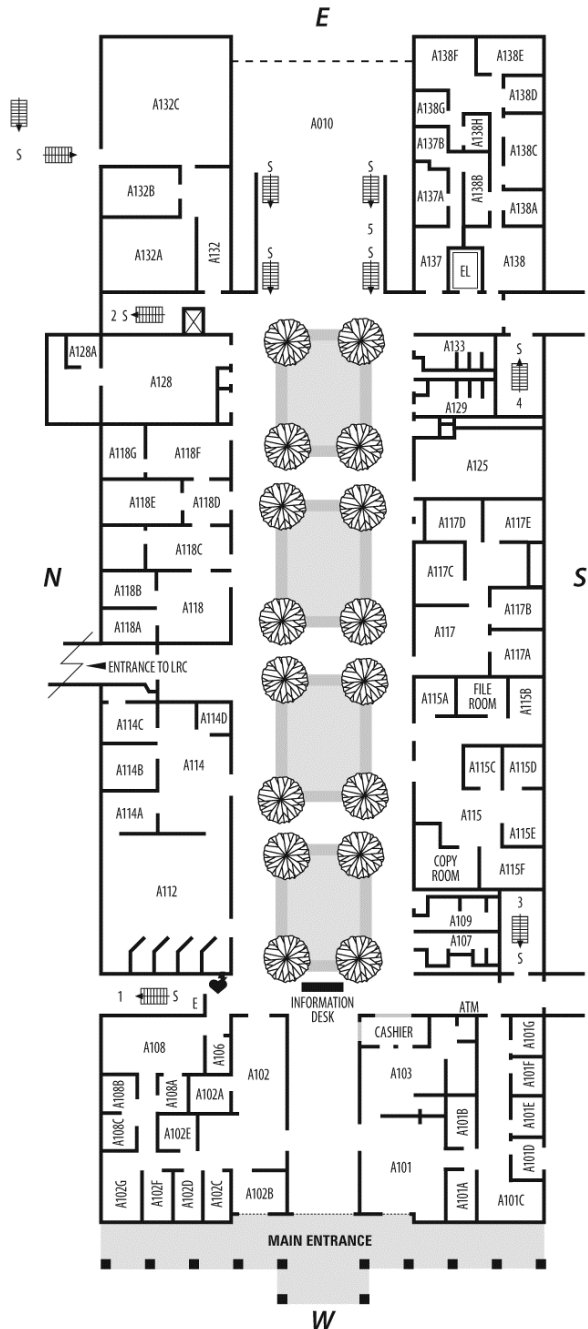 E
A132C
A010
A138F
A138E
A138D
A138G
A138H
A137B
A138C
S
S
S
A132B
A138B
A137A
A138A
A132A
A132
5
S
S
A137
EL
A138
2 S
A128A
A133
S
A128
4
A129
A118G
A118F
A125
A118E
A118D
A117D
A117E
A118C
N
A117C
S
A118B
A118
A117B
A118A
A117
A117A
ENTRANCE TO LRC
A115A
FILE
ROOM
A115B
A114C
A114D
A114
A114B
A115C
A115D
A114A
A115
A115E
COPY
ROOM
A115F
A112
3
A109
A107
S
1
S
E
INFORMATION
DESK
ATM
CASHIER
A108
A106
A102
A103
A101G
A101F
A108B
A108A
A102A
A101E
A108C
A102E
A101B
A101D
A102G
A102F
A102D
A102C
A102B
A101
A101A
A101C
MAIN ENTRANCE
W